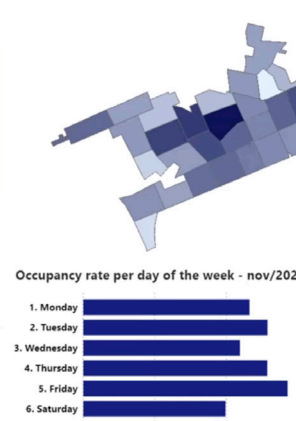 Occupancy rate per day of the week - nov/202
1. Monday
2. Tuesday
3. Wednesday
4. Thursday
5. Friday
6. Saturday